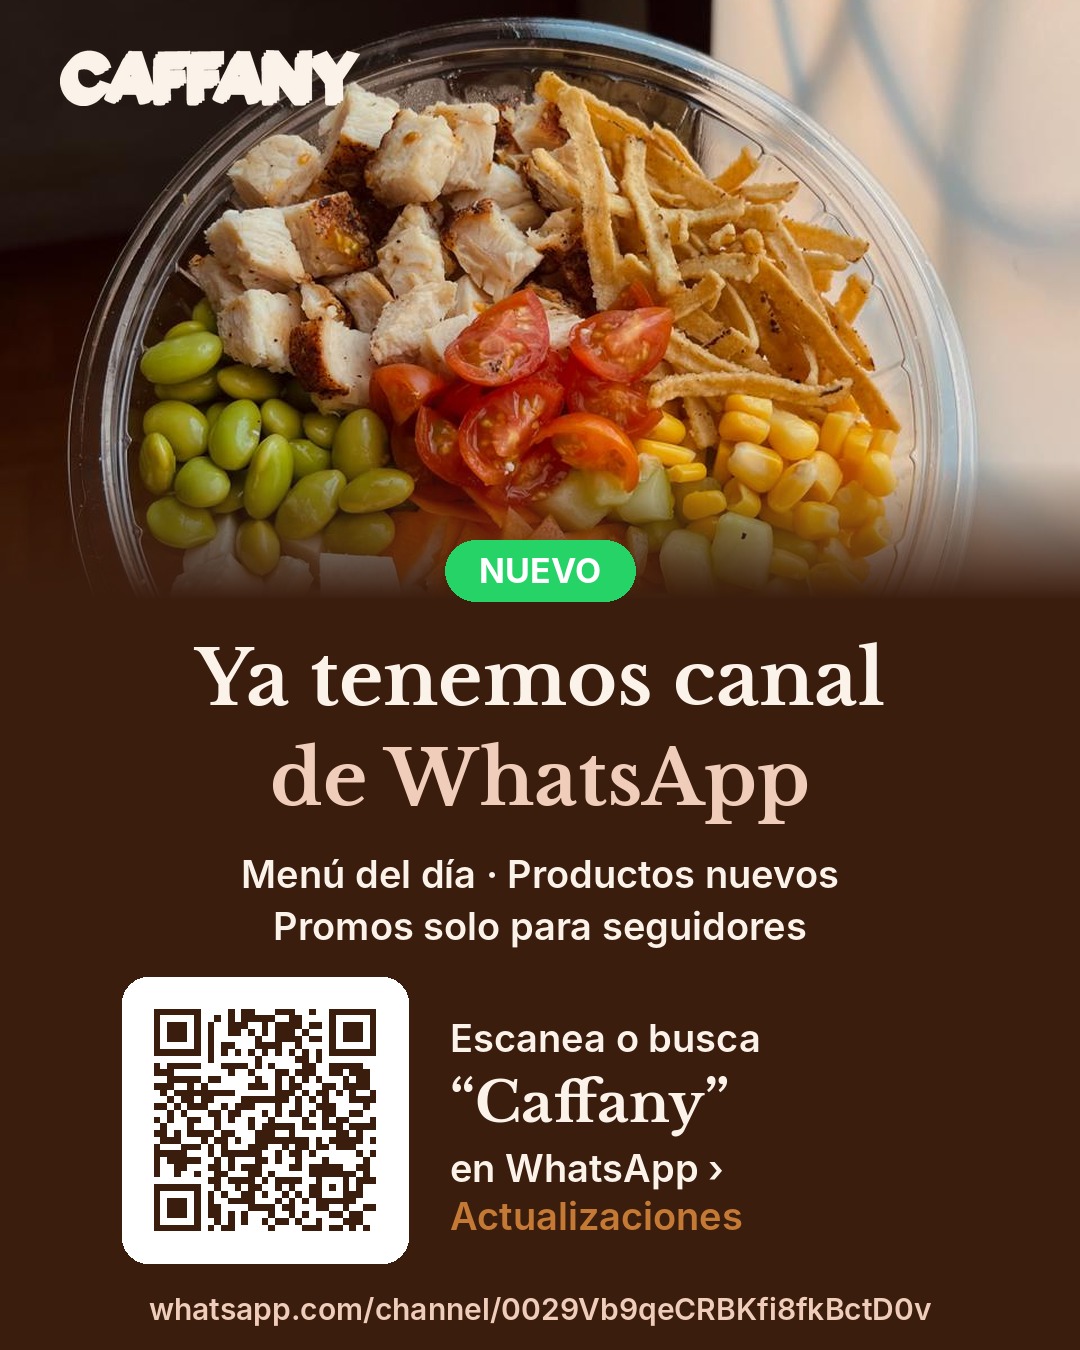 CAFFANY
NUEVO
Ya tenemos canal
de WhatsApp
Menú del día · Productos nuevos
Promos solo para seguidores
Escanea o busca
“Caffany”
en WhatsApp ›
Actualizaciones
whatsapp.com/channel/0029Vb9qeCRBKfi8fkBctD0v